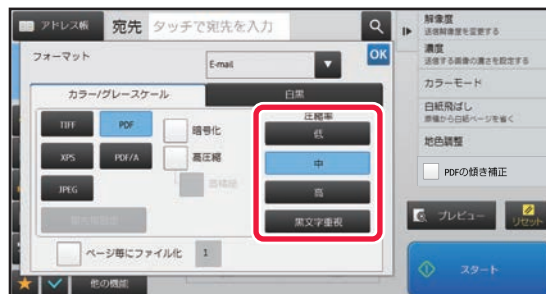 アドレス帳
宛先
タッチで宛先を入力
フォーマット
E-mail
OK
カラー/グレースケール
白黒
TIFF
PDF
暗号化
XPS
PDF/A
高圧縮
JPEG
圧縮率
低
中
高
黒文字重視
ページ毎にファイル化
1
他の機能
解像度
送信解像度を変更する
濃度
送信する画像の濃さを設定する
カラーモード
白紙飛ばし
原稿から白紙ページを省く
地色調整
PDFの傾き補正
プレビュー
リセット
スタート